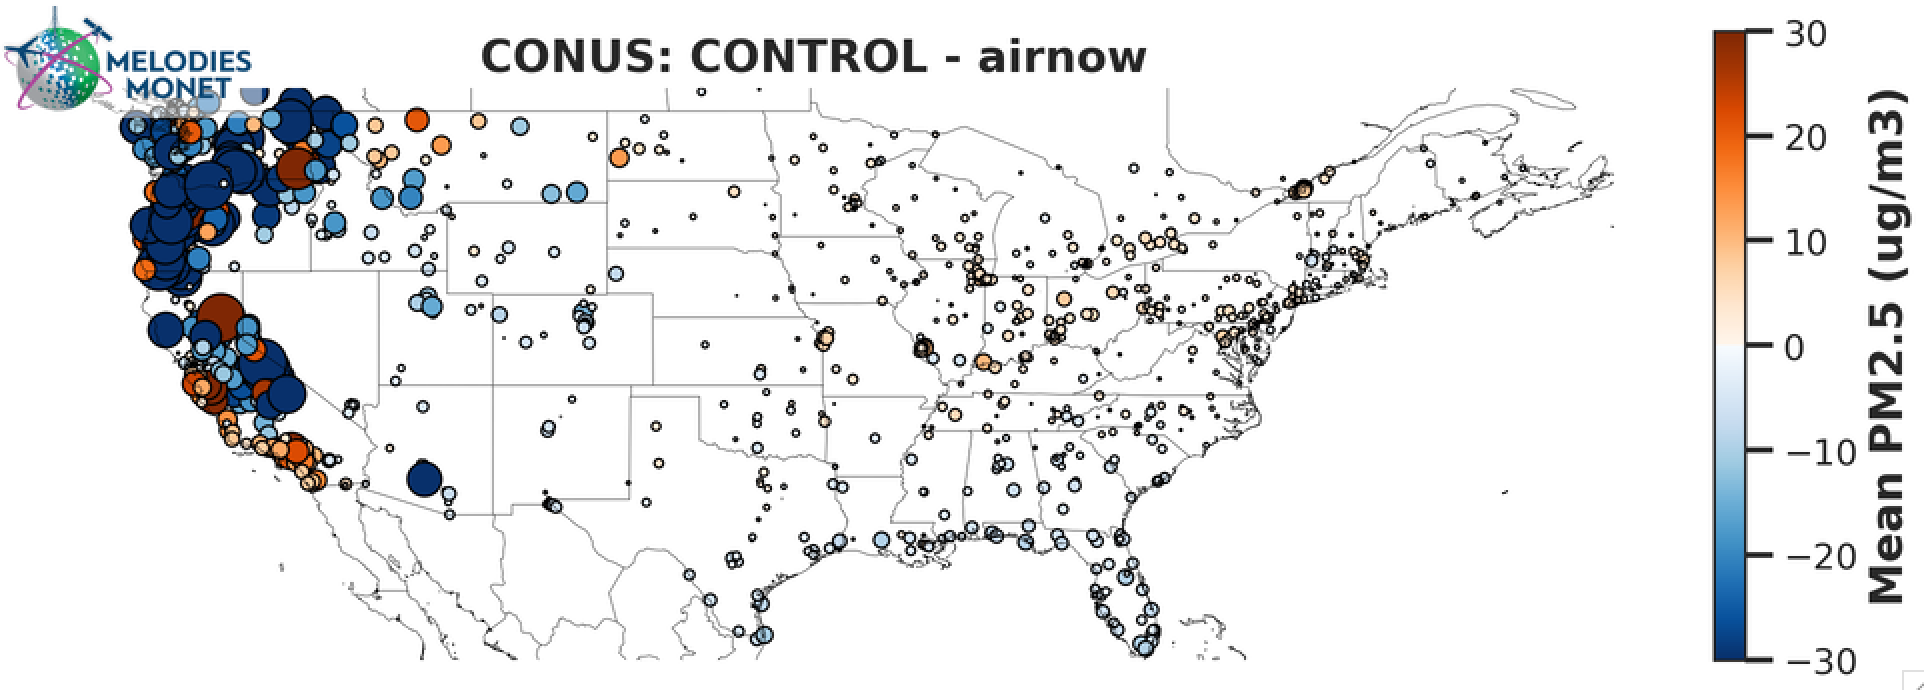 MELODIES
MONET
CONUS: CONTROL - airnow
30
20
10
0
−10
−20
−30
Mean PM2.5 (ug/m3)